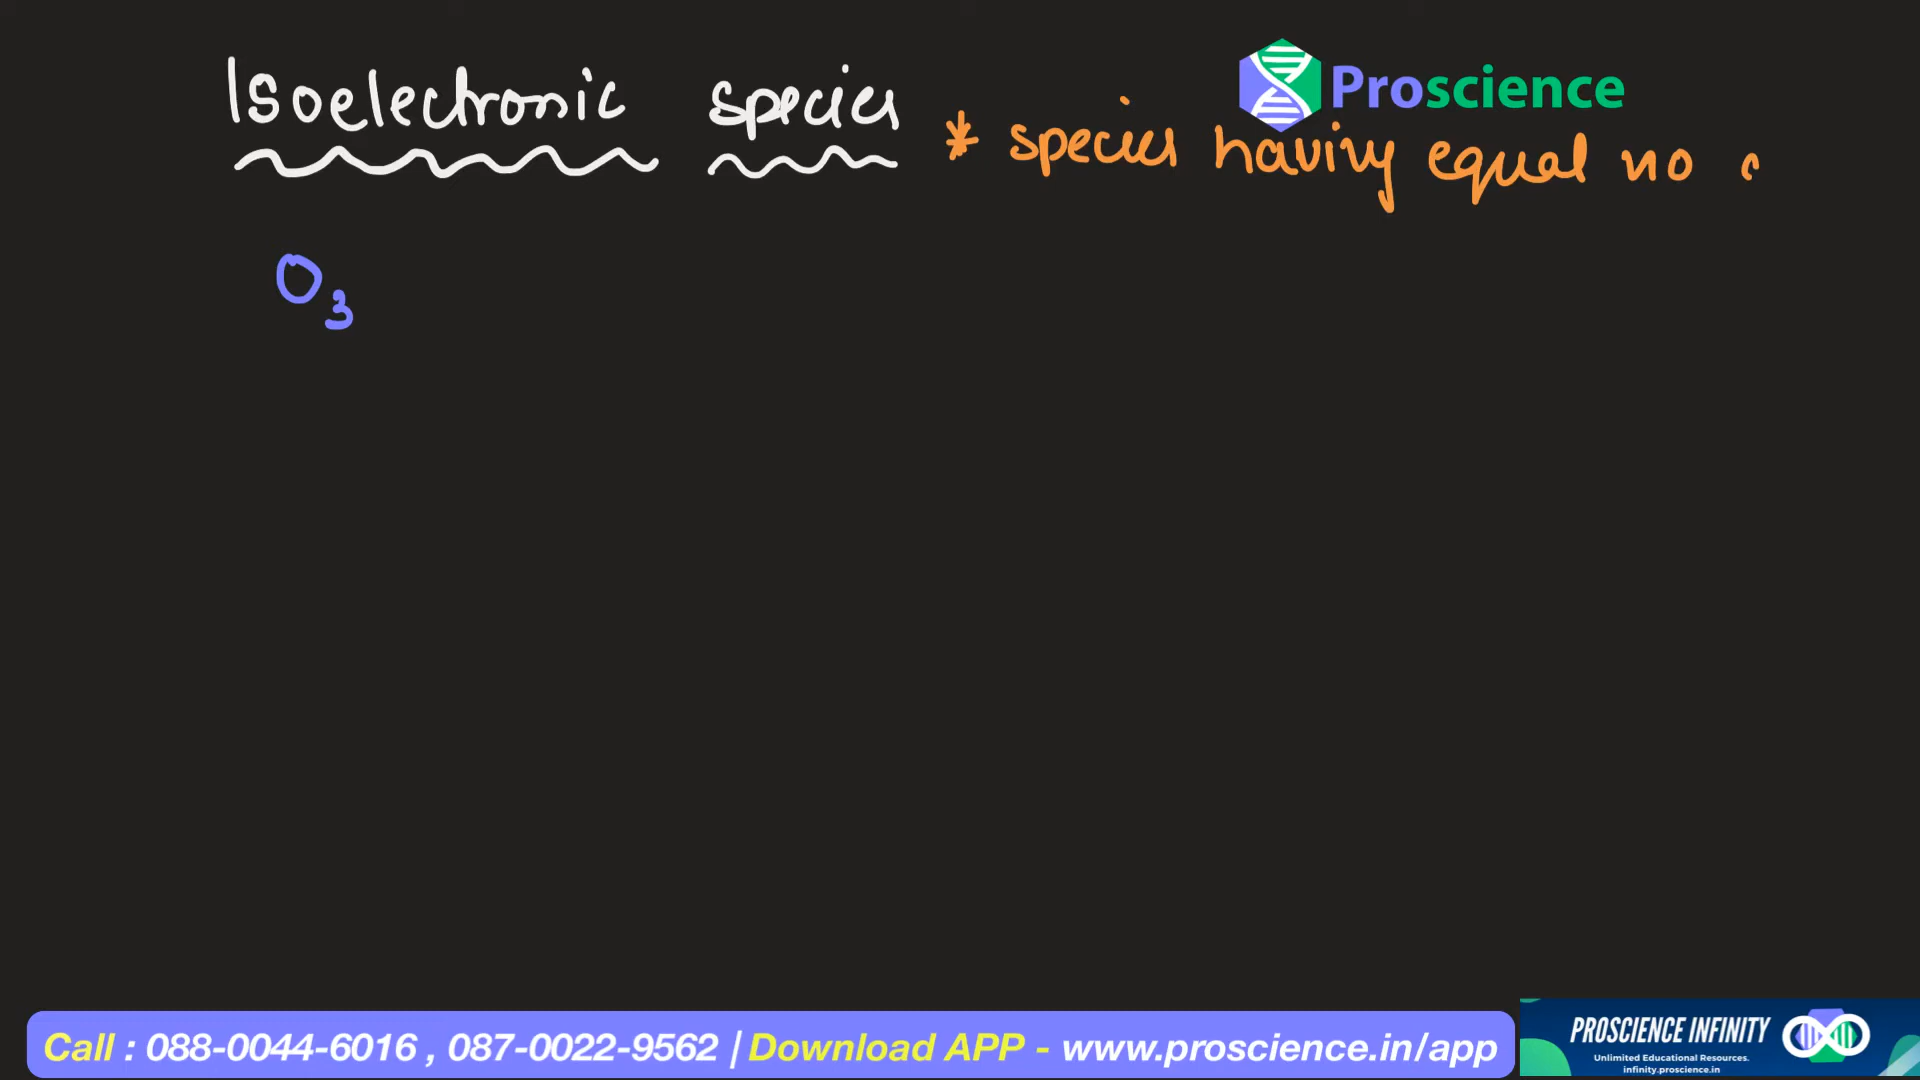 Isoelectronic species
Proscience
* species having equal no
O3
Call : 088-0044-6016 , 087-0022-9562 | Download APP - www.proscience.in/app
PROSCIENCE INFINITY
Unlimited Educational Resources.
infinity.proscience.in